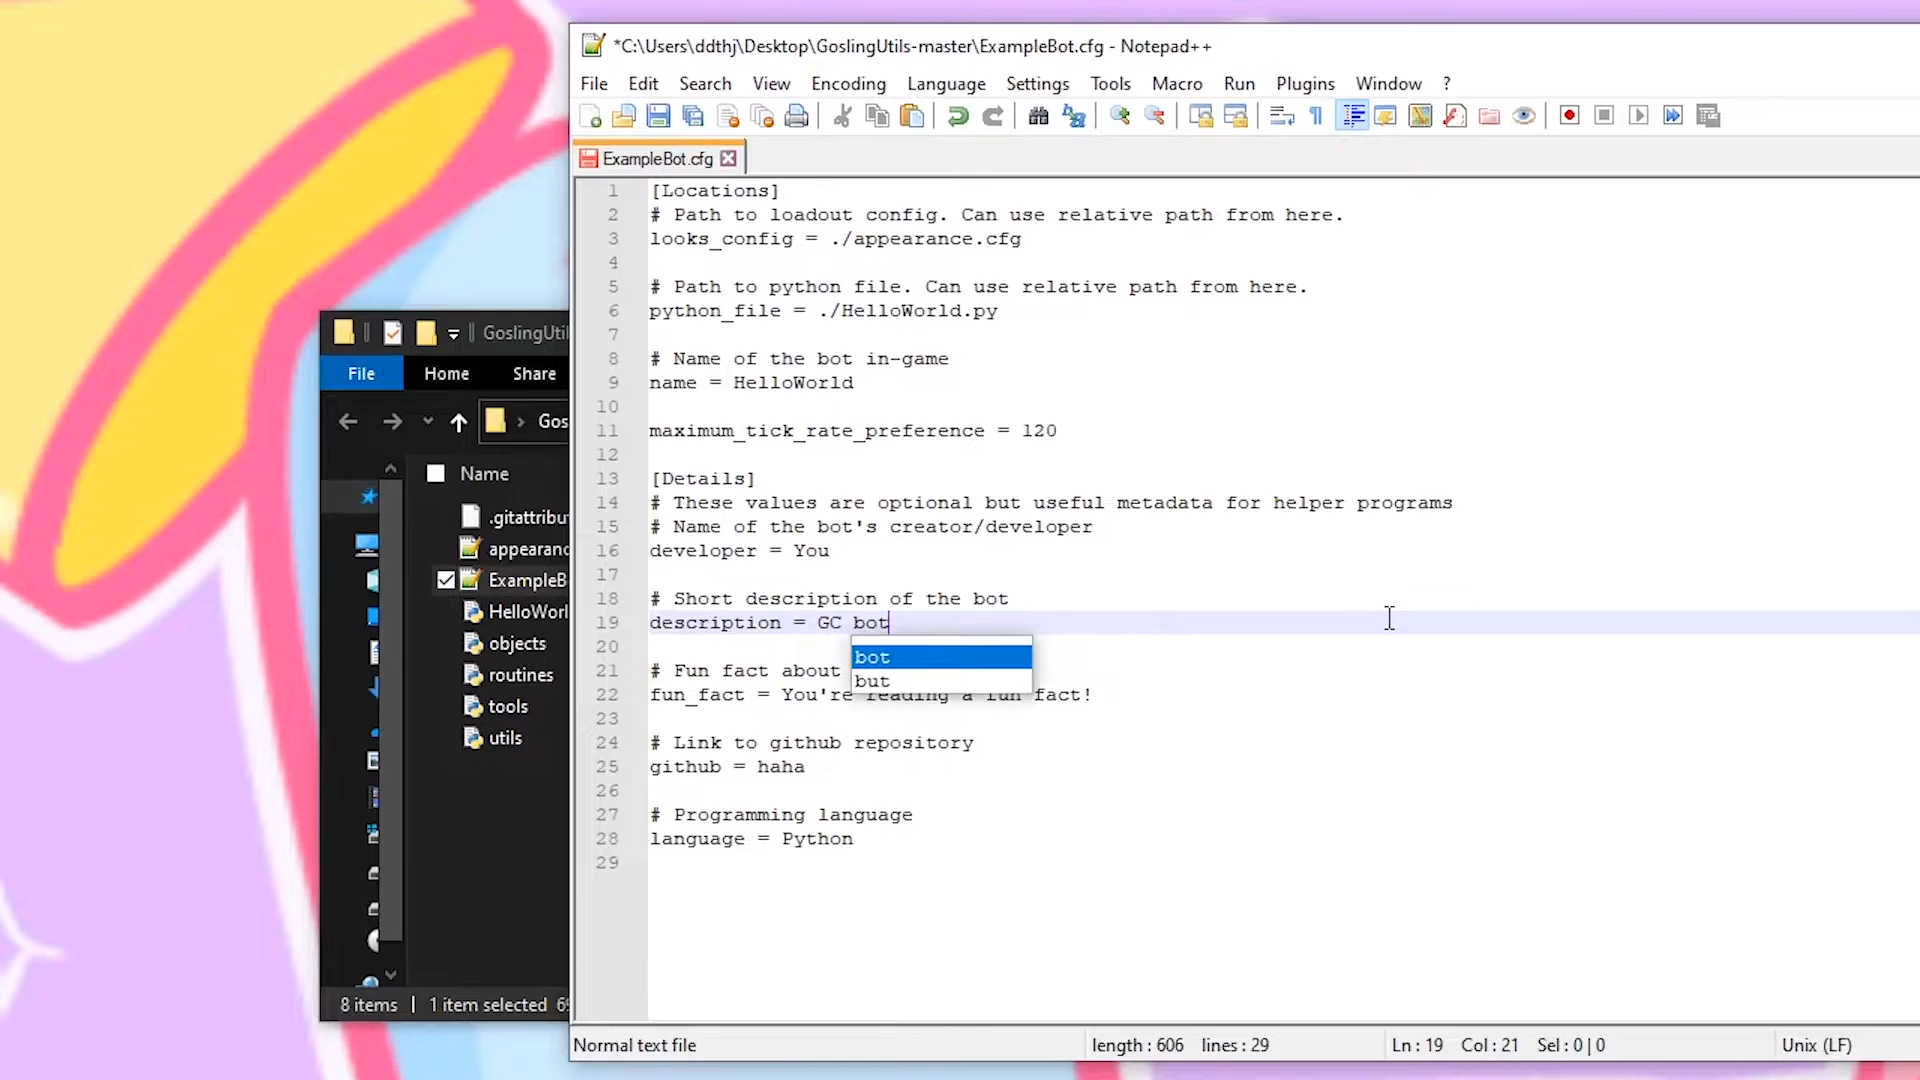 *C:\Users\ddthj\Desktop\GoslingUtils-master\ExampleBot.cfg - Notepad++
File Edit Search View Encoding Language Settings Tools Macro Run Plugins Window ?
ExampleBot.cfg
1 [Locations]
2 # Path to loadout config. Can use relative path from here.
3 looks_config = ./appearance.cfg
4
5 # Path to python file. Can use relative path from here.
6 python_file = ./HelloWorld.py
7
8 # Name of the bot in-game
9 name = HelloWorld
10
11 maximum_tick_rate_preference = 120
12
13 [Details]
14 # These values are optional but useful metadata for helper programs
15 # Name of the bot's creator/developer
16 developer = You
17
18 # Short description of the bot
19 description = GC bot
20
bot
but
21 # Fun fact about
22 fun_fact = You're reading a fun fact!
23
24 # Link to github repository
25 github = haha
26
27 # Programming language
28 language = Python
29
Normal text file length : 606 lines : 29 Ln : 19 Col : 21 Sel : 0 | 0 Unix (LF)
GoslingUtil
File Home Share
Gos
Name
.gitattribut
appearanc
ExampleB
HelloWorl
objects
routines
tools
utils
8 items 1 item selected 69